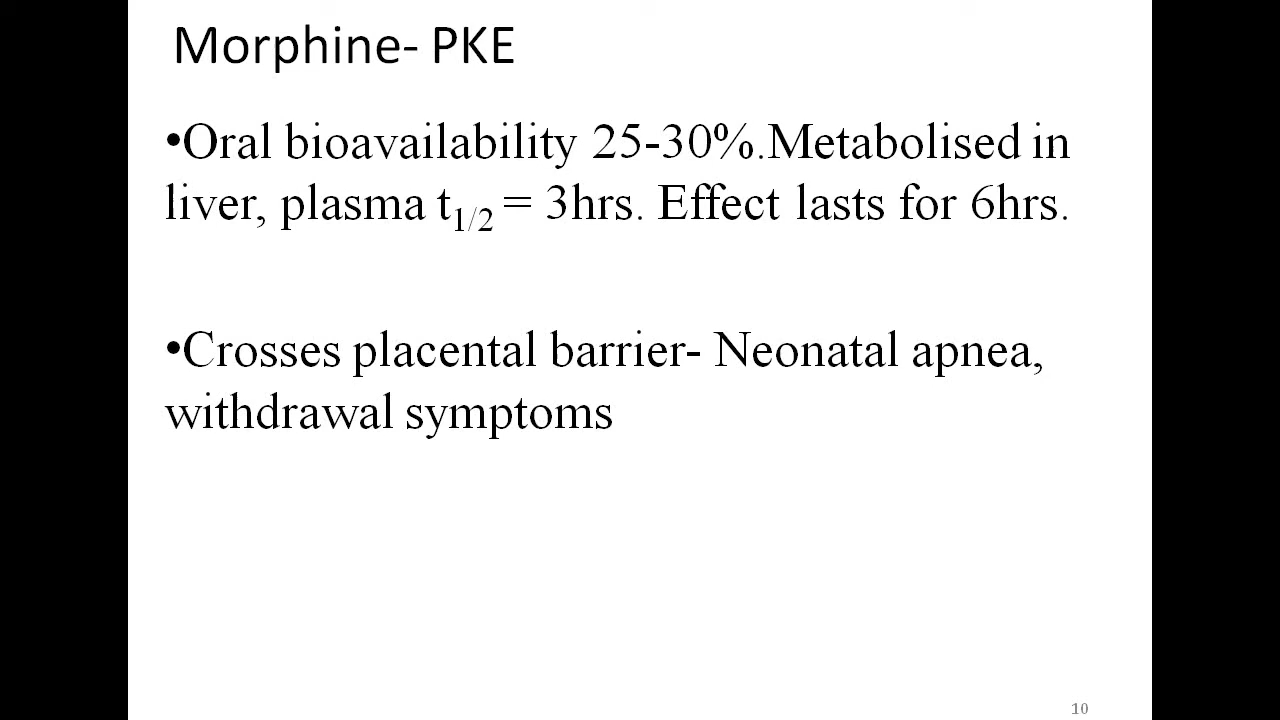 Morphine- PKE
•Oral bioavailability 25-30%.Metabolised in
liver, plasma t1/2 = 3hrs. Effect lasts for 6hrs.
•Crosses placental barrier- Neonatal apnea,
withdrawal symptoms
10